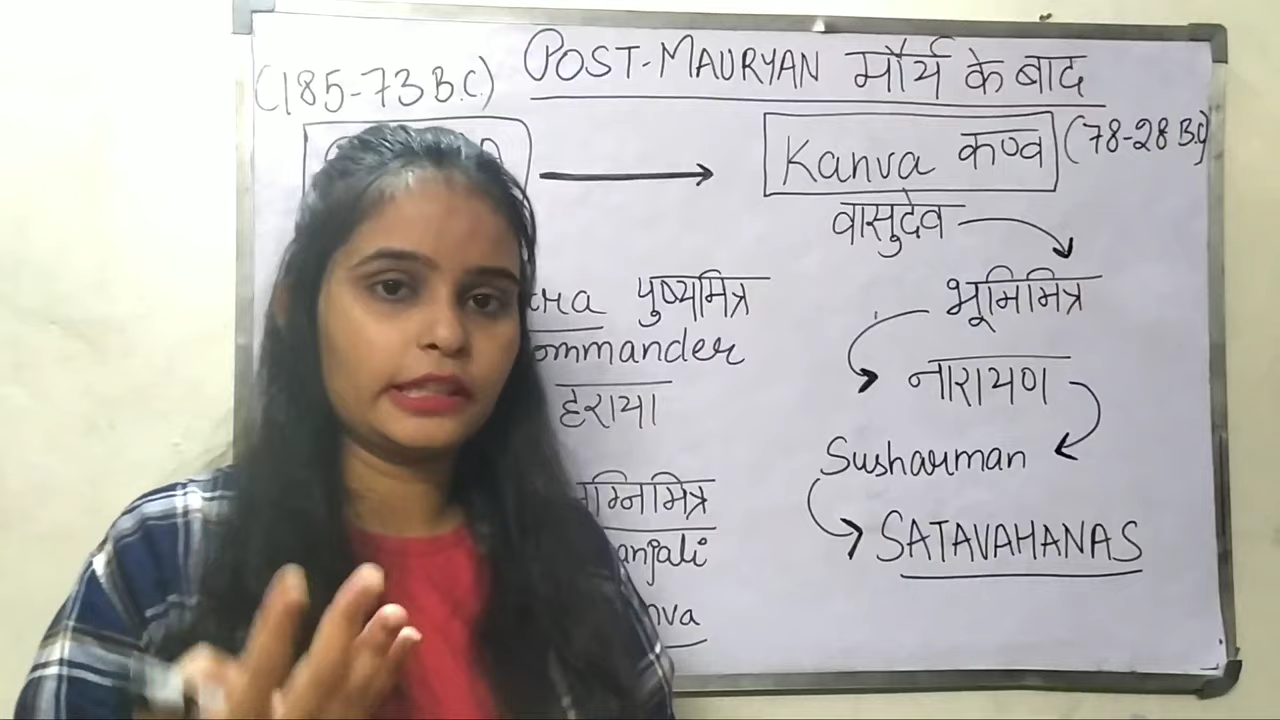 POST-MAURYAN मौर्य के बाद
(185-73 B.C.)
Kanva कण्व (78-28 B.C)
वासुदेव
भूमिमित्र
नारायण
Susharman
SATAVAHANAS
पुष्यमित्र
ommander
हराया
ग्निमित्र
anjali
nva